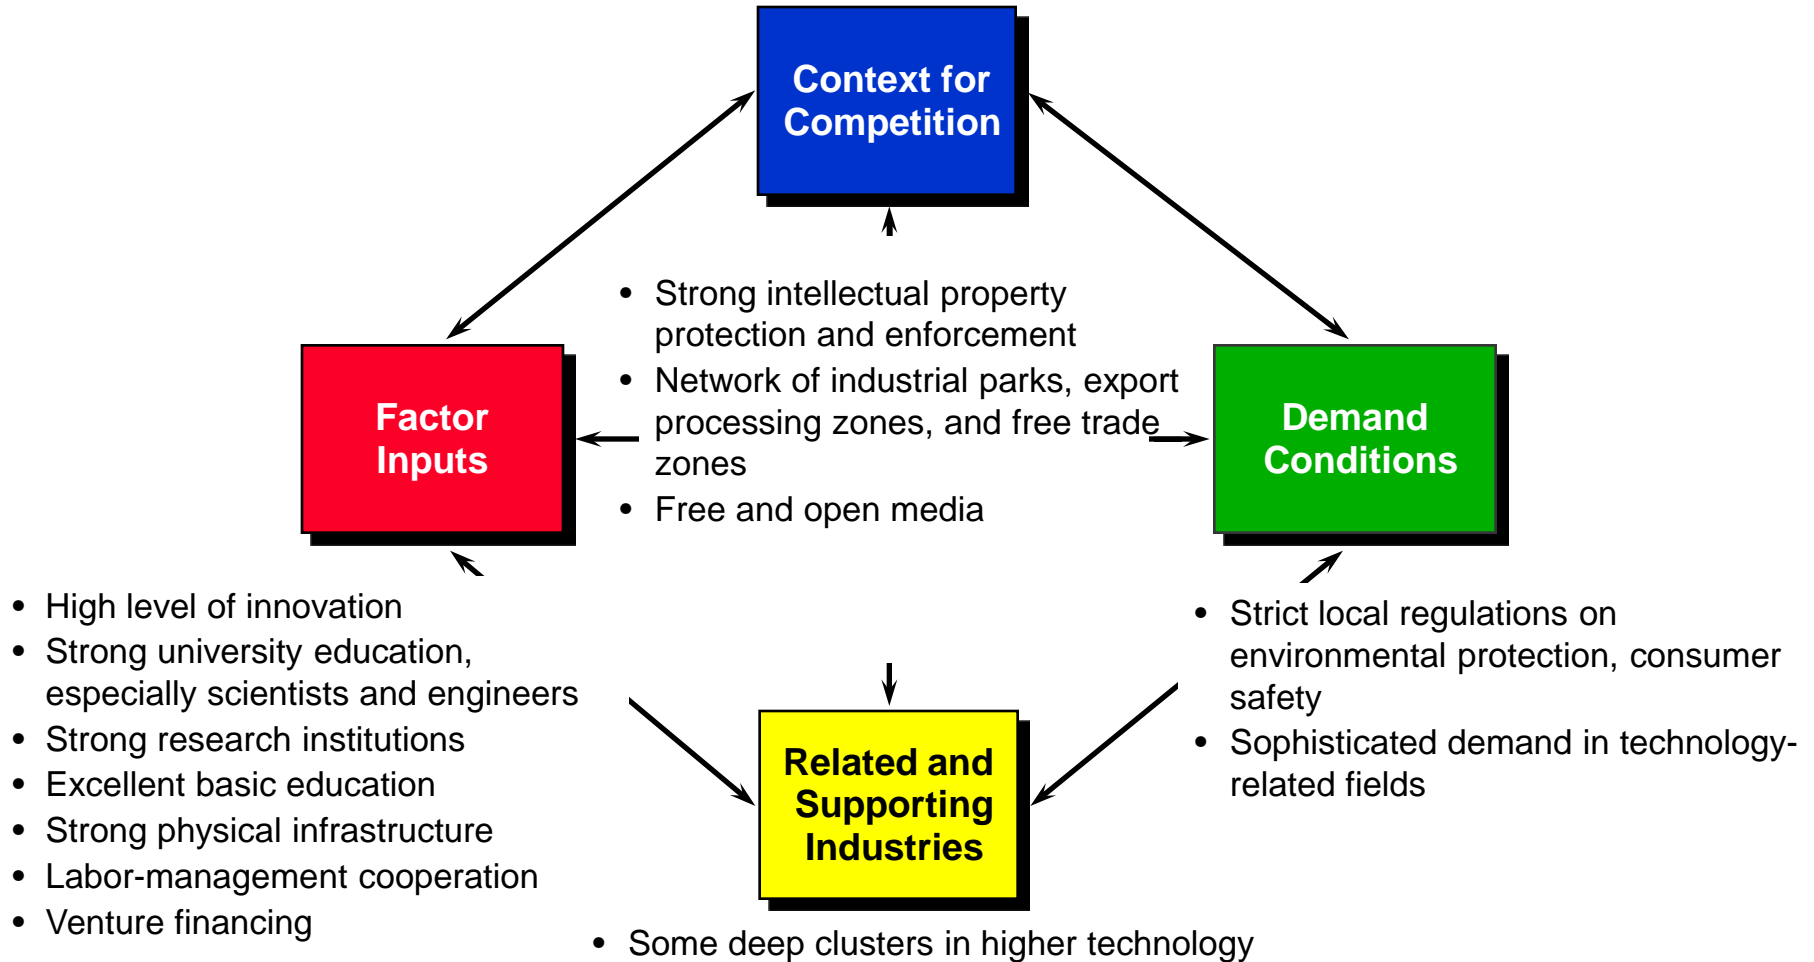 Context for
Competition
• Strong intellectual property
protection and enforcement
• Network of industrial parks, export
processing zones, and free trade
zones
• Free and open media
Factor
Inputs
Demand
Conditions
• High level of innovation
• Strong university education,
especially scientists and engineers
• Strong research institutions
• Excellent basic education
• Strong physical infrastructure
• Labor-management cooperation
• Venture financing
• Strict local regulations on
environmental protection, consumer
safety
• Sophisticated demand in technology-
related fields
Related and
Supporting
Industries
• Some deep clusters in higher technology